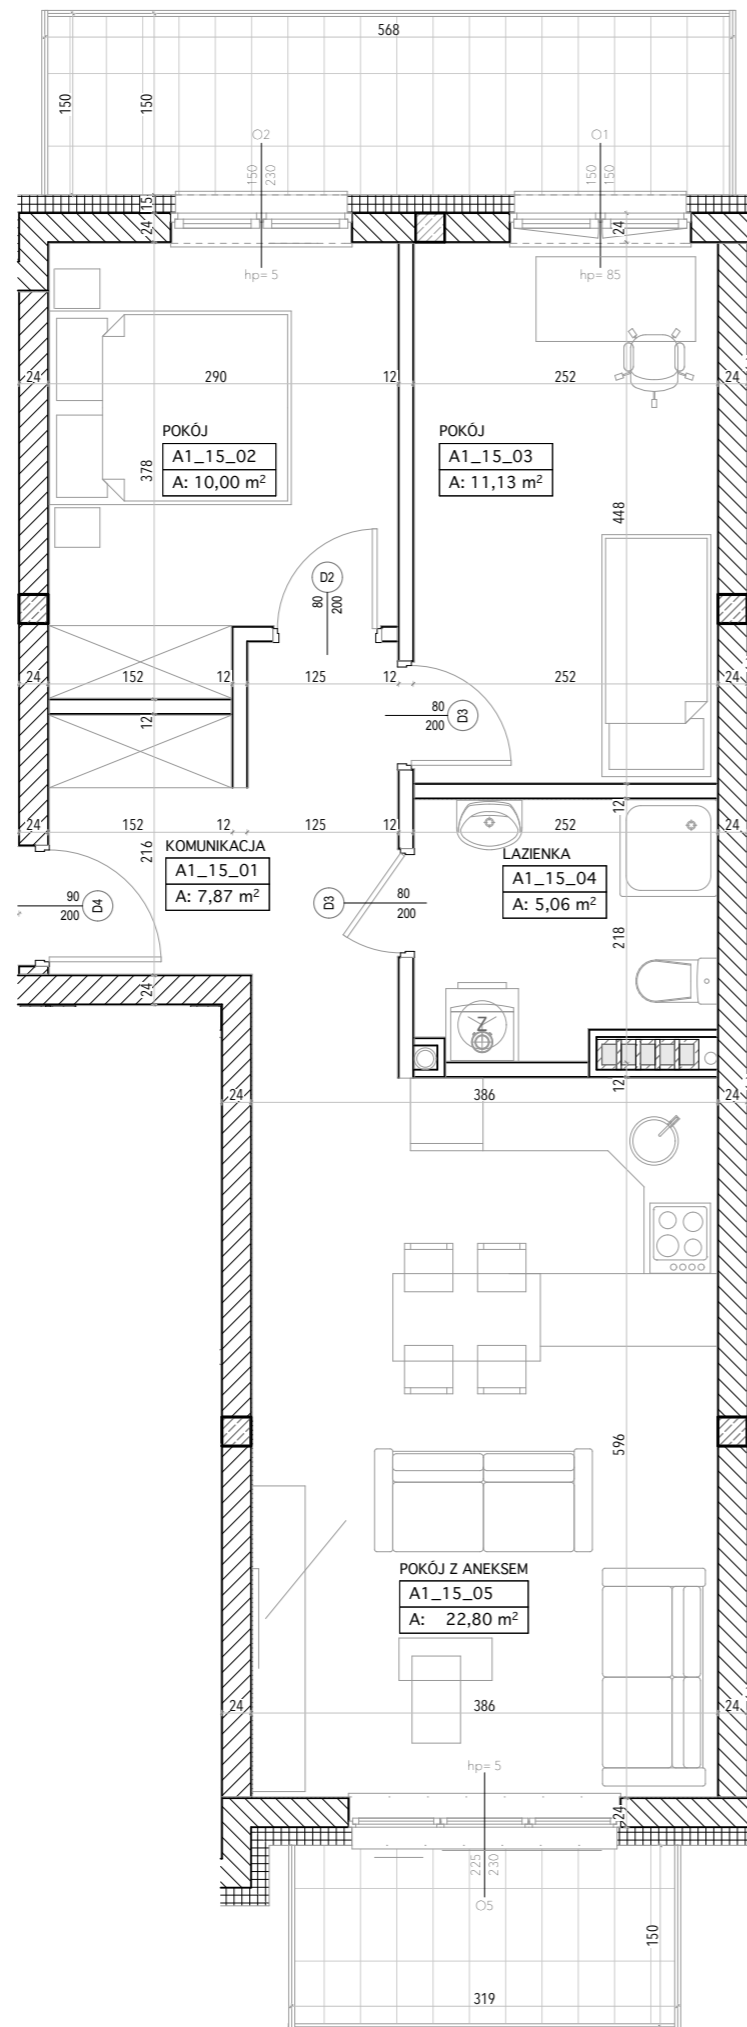 568
150
150
O2
150
230
O1
150
150
15
24
24
hp= 5
hp= 85
24
290
12
252
24
POKÓJ
A1_15_02
A: 10,00 m²
378
POKÓJ
A1_15_03
A: 11,13 m²
448
D2
80
200
24
152
12
125
12
252
24
12
80
200
D3
24
152
12
125
12
252
12
24
216
KOMUNIKACJA
A1_15_01
A: 7,87 m²
LAZIENKA
A1_15_04
A: 5,06 m²
90
200
D4
D3
80
200
218
24
Z
12
24
386
24
596
POKÓJ Z ANEKSEM
A1_15_05
A: 22,80 m²
24
386
24
hp= 5
24
225
230
O5
150
319